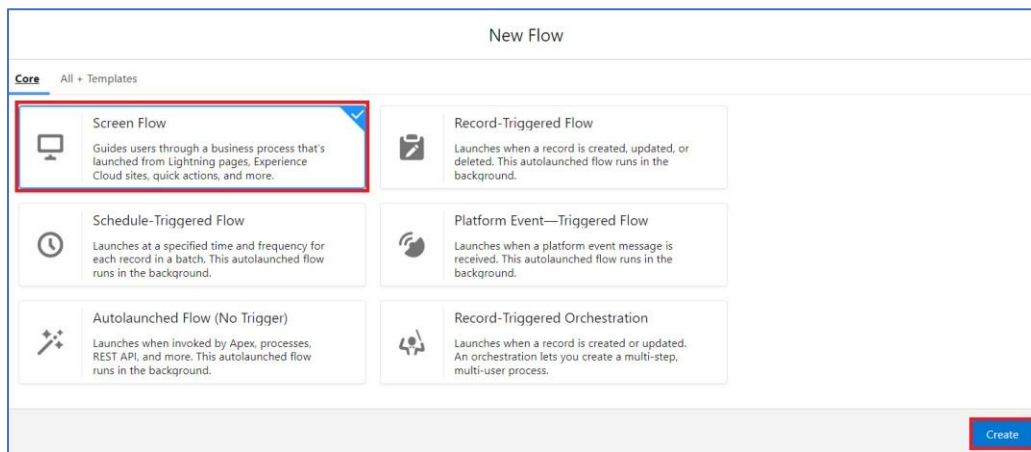 New Flow
Core All + Templates
Screen Flow
Guides users through a business process that's
launched from Lightning pages, Experience
Cloud sites, quick actions, and more.
Record-Triggered Flow
Launches when a record is created, updated, or
deleted. This autolaunched flow runs in the
background.
Schedule-Triggered Flow
Launches at a specified time and frequency for
each record in a batch. This autolaunched flow
runs in the background.
Platform Event—Triggered Flow
Launches when a platform event message is
received. This autolaunched flow runs in the
background.
Autolaunched Flow (No Trigger)
Launches when invoked by Apex, processes,
REST API, and more. This autolaunched flow
runs in the background.
Record-Triggered Orchestration
Launches when a record is created or updated.
An orchestration lets you create a multi-step,
multi-user process.
Create